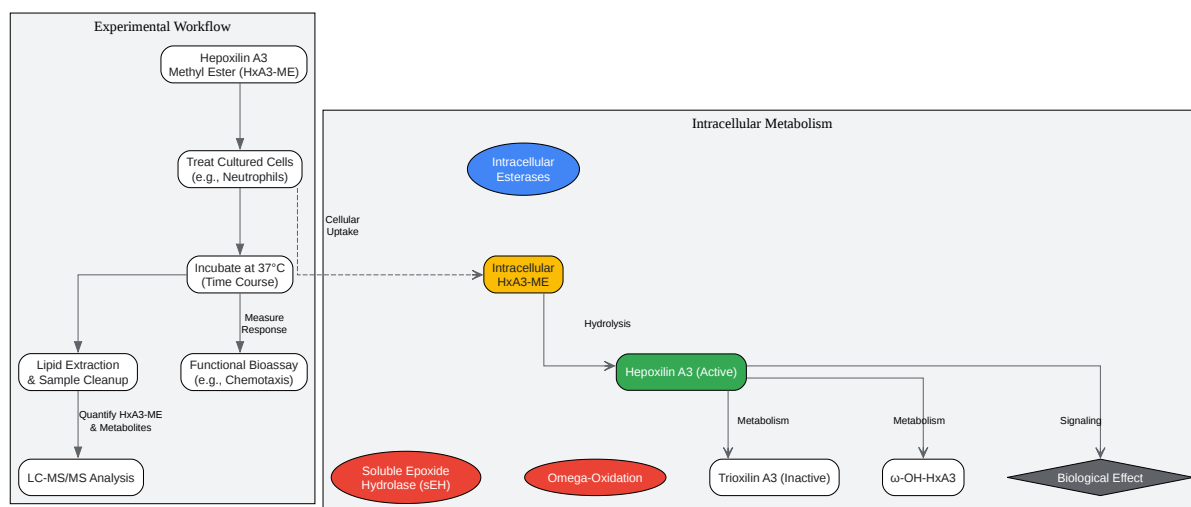 Experimental Workflow
Hepoxilin A3
Methyl Ester (HxA3-ME)
Treat Cultured Cells
(e.g., Neutrophils)
Incubate at 37°C
(Time Course)
Measure
Response
Lipid Extraction
& Sample Cleanup
Functional Bioassay
(e.g., Chemotaxis)
Quantify HxA3-ME
& Metabolites
LC-MS/MS Analysis
Intracellular Metabolism
Intracellular
Esterases
Cellular
Uptake
Intracellular
HxA3-ME
Hydrolysis
Hepoxilin A3 (Active)
Metabolism
Metabolism
Signaling
Soluble Epoxide
Hydrolase (sEH)
Omega-Oxidation
Trioxilin A3 (Inactive)
ω-OH-HxA3
Biological Effect